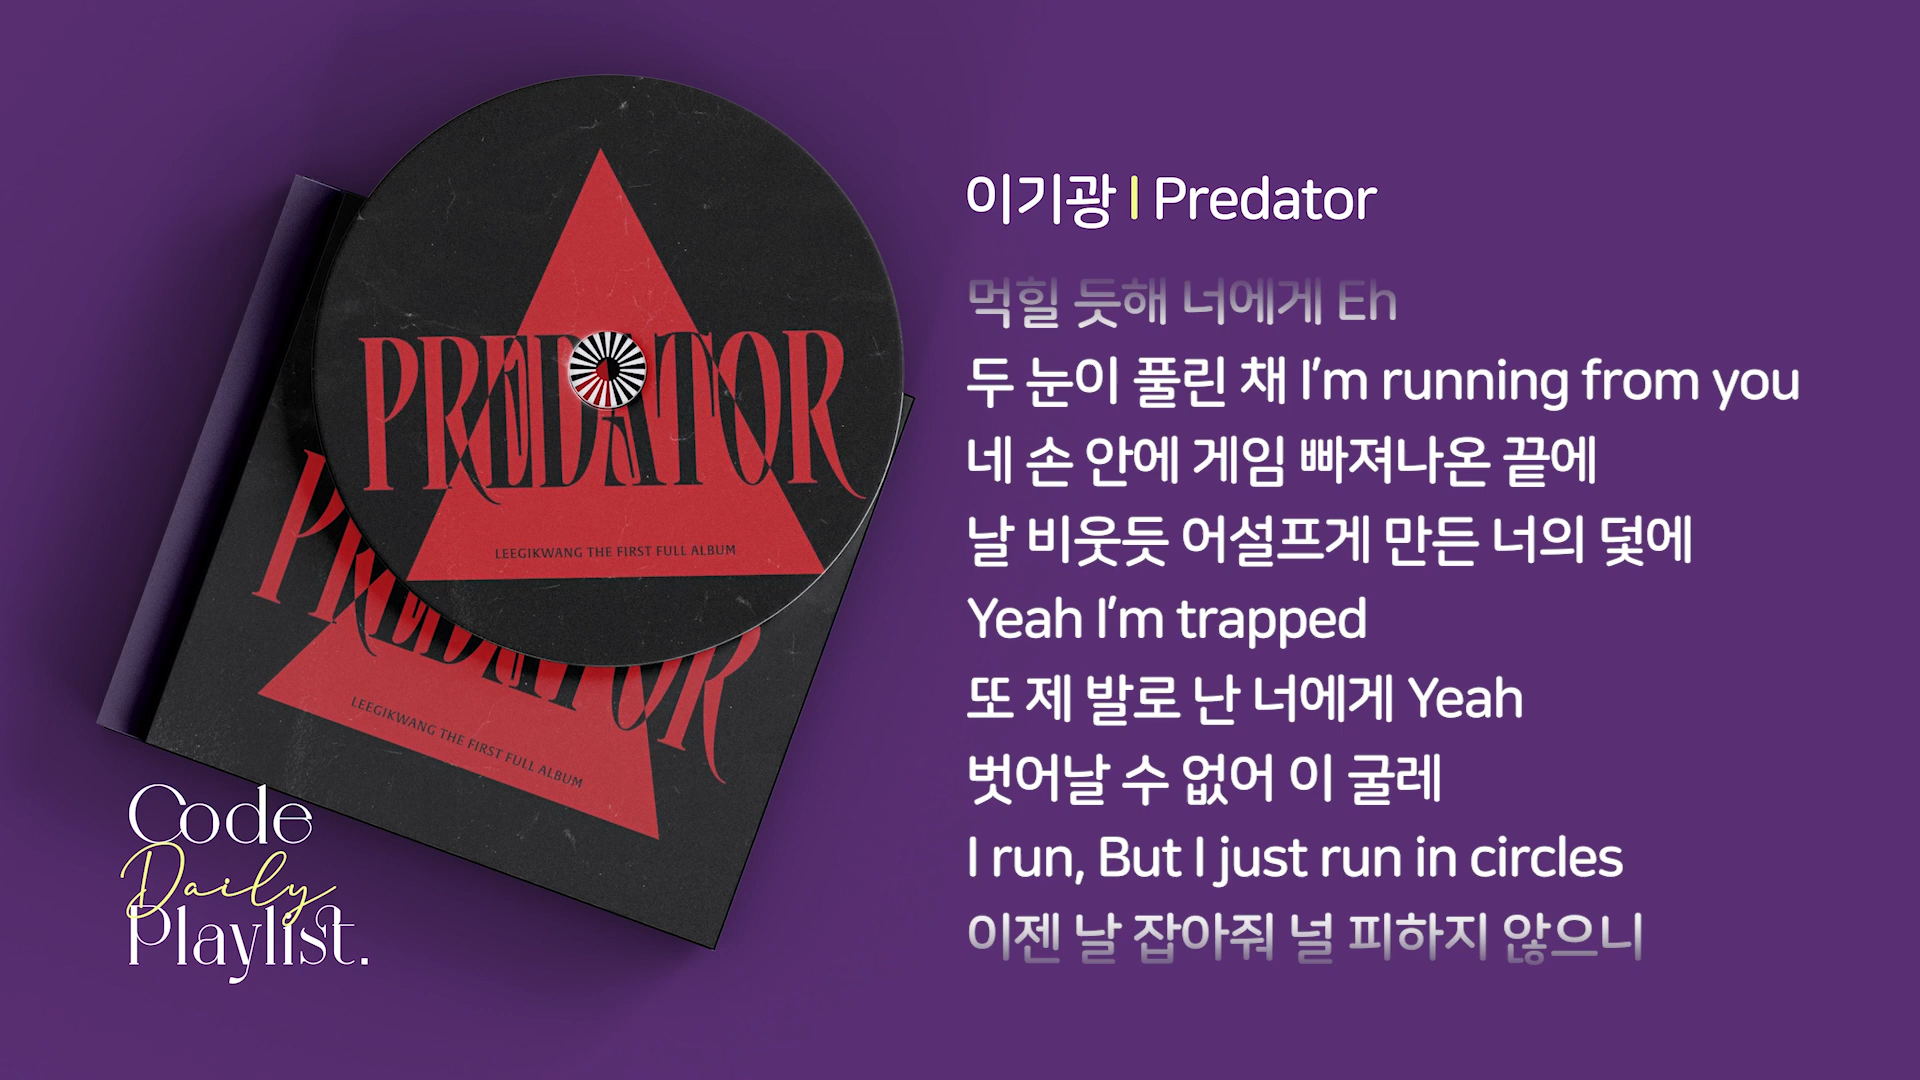 PREDATOR
LEEGIKWANG THE FIRST FULL ALBUM
PREDATOR
LEEGIKWANG THE FIRST FULL ALBUM
Code
Daily
Playlist.
이기광 | Predator
먹힐 듯해 너에게 Eh
두 눈이 풀린 채 I'm running from you
네 손 안에 게임 빠져나온 끝에
날 비웃듯 어설프게 만든 너의 덫에
Yeah I'm trapped
또 제 발로 난 너에게 Yeah
벗어날 수 없어 이 굴레
I run, But I just run in circles
이젠 날 잡아줘 널 피하지 않으니